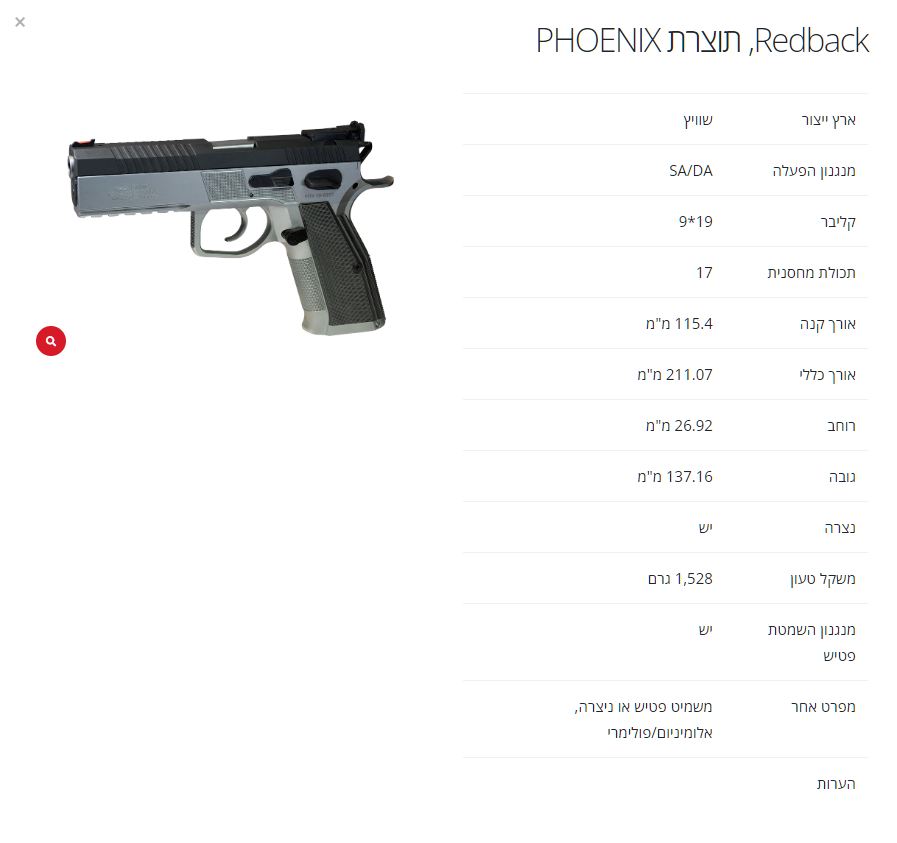 Redback, תוצרת PHOENIX
ארץ ייצור שוויץ
מנגנון הפעלה SA/DA
קליבר 9*19
תכולת מחסנית 17
אורך קנה 115.4 מ"מ
אורך כללי 211.07 מ"מ
רוחב 26.92 מ"מ
גובה 137.16 מ"מ
נצרה יש
משקל טעון 1,528 גרם
מנגנון השמטת יש
פטיש
מפרט אחר משמיט פטיש או ניצרה,
אלומיניום/פולימרי
הערות